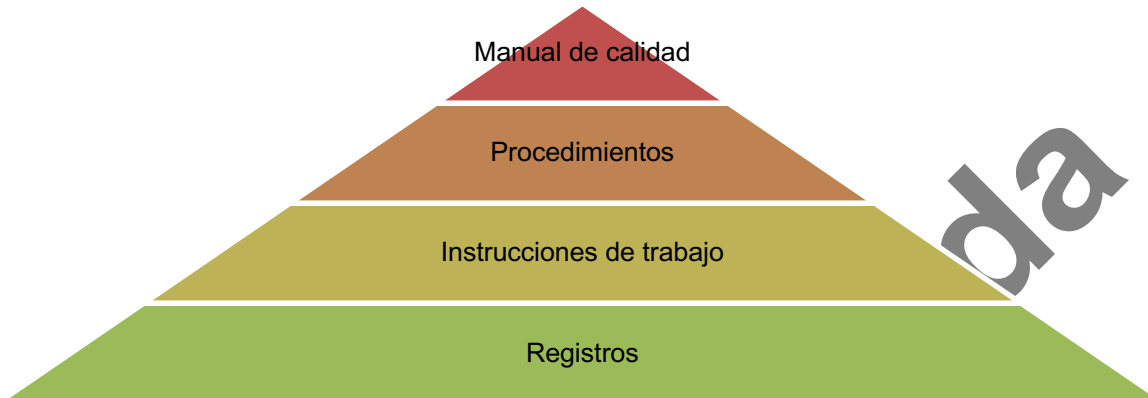 Manual de calidad
Procedimientos
da
Instrucciones de trabajo
Registros